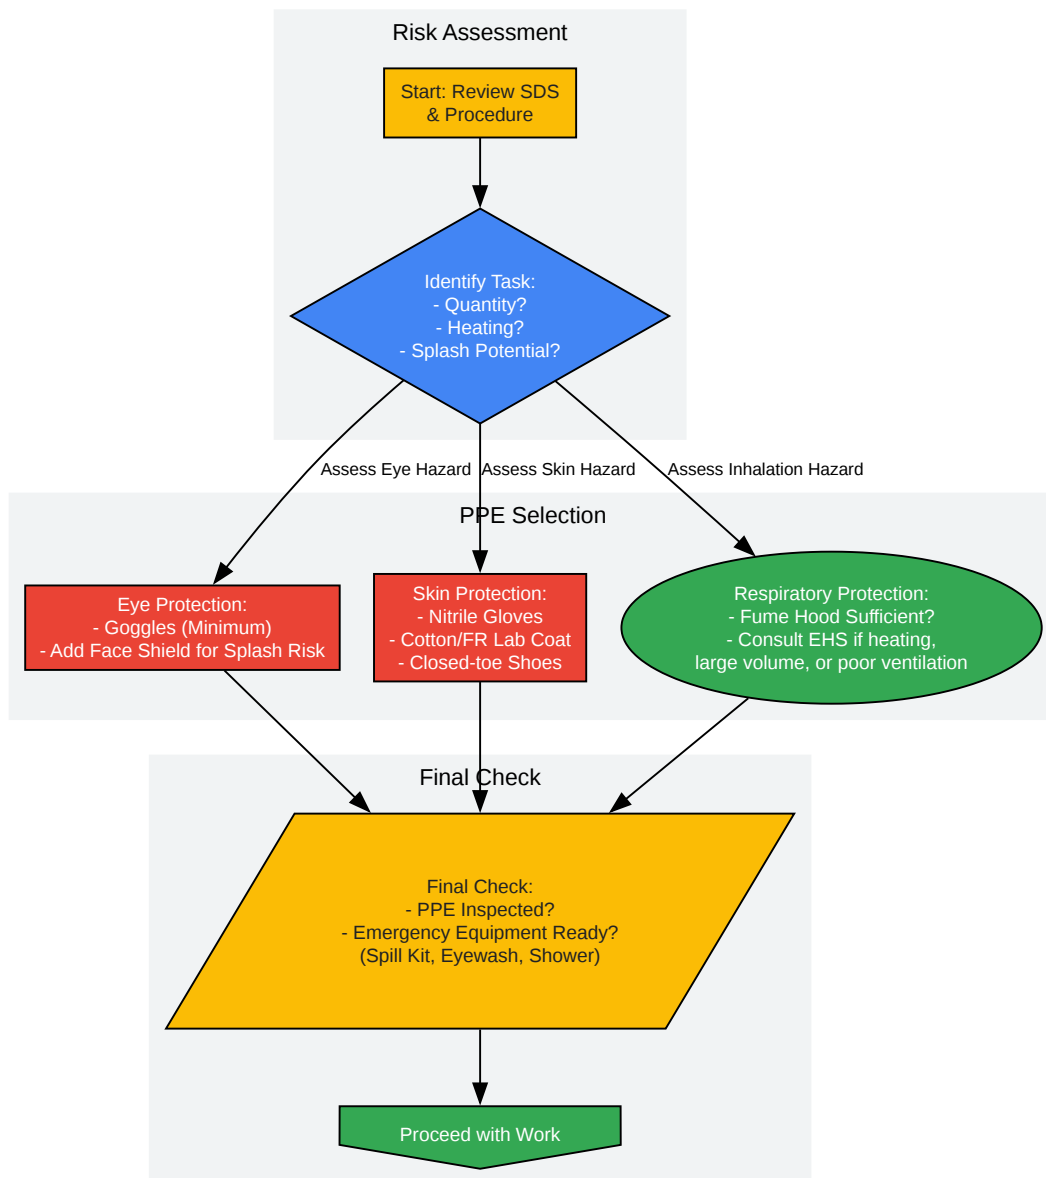 Risk Assessment
Start: Review SDS
& Procedure
Identify Task:
- Quantity?
- Heating?
- Splash Potential?
Assess Eye Hazard
Assess Skin Hazard
Assess Inhalation Hazard
PPE Selection
Eye Protection:
- Goggles (Minimum)
- Add Face Shield for Splash Risk
Skin Protection:
- Nitrile Gloves
- Cotton/FR Lab Coat
- Closed-toe Shoes
Respiratory Protection:
- Fume Hood Sufficient?
- Consult EHS if heating,
large volume, or poor ventilation
Final Check
Final Check:
- PPE Inspected?
- Emergency Equipment Ready?
(Spill Kit, Eyewash, Shower)
Proceed with Work